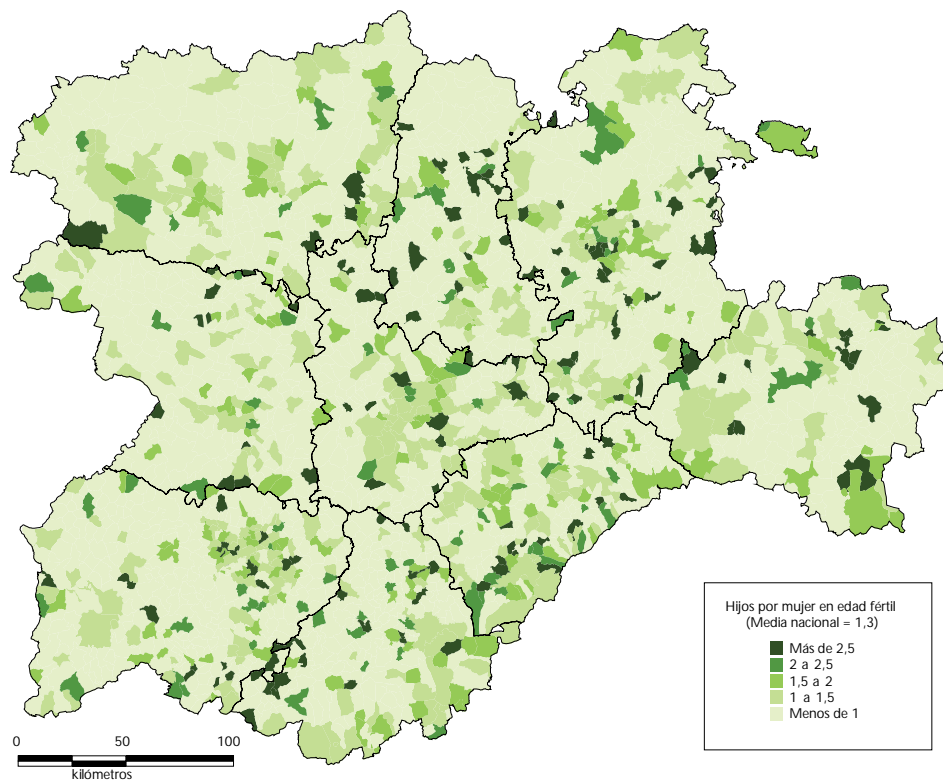 Hijos por mujer en edad fértil
(Media nacional = 1,3)
Más de 2,5
2 a 2,5
1,5 a 2
1 a 1,5
Menos de 1
0 50 100
kilómetros